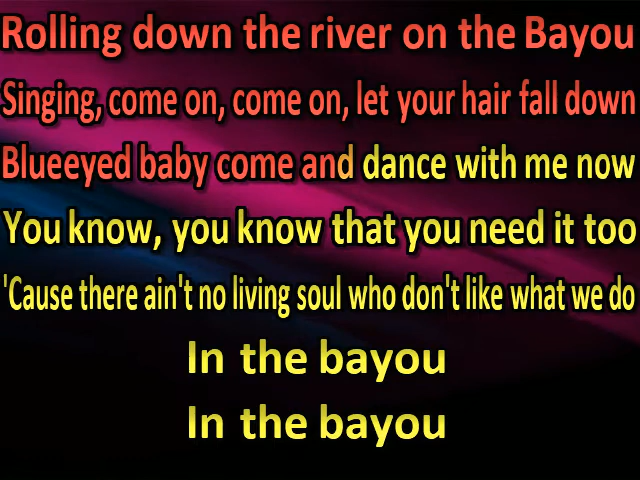 Rolling down the river on the Bayou
Singing, come on, come on, let your hair fall down
Blueeyed baby come and dance with me now
You know, you know that you need it too
'Cause there ain't no living soul who don't like what we do
In the bayou
In the bayou